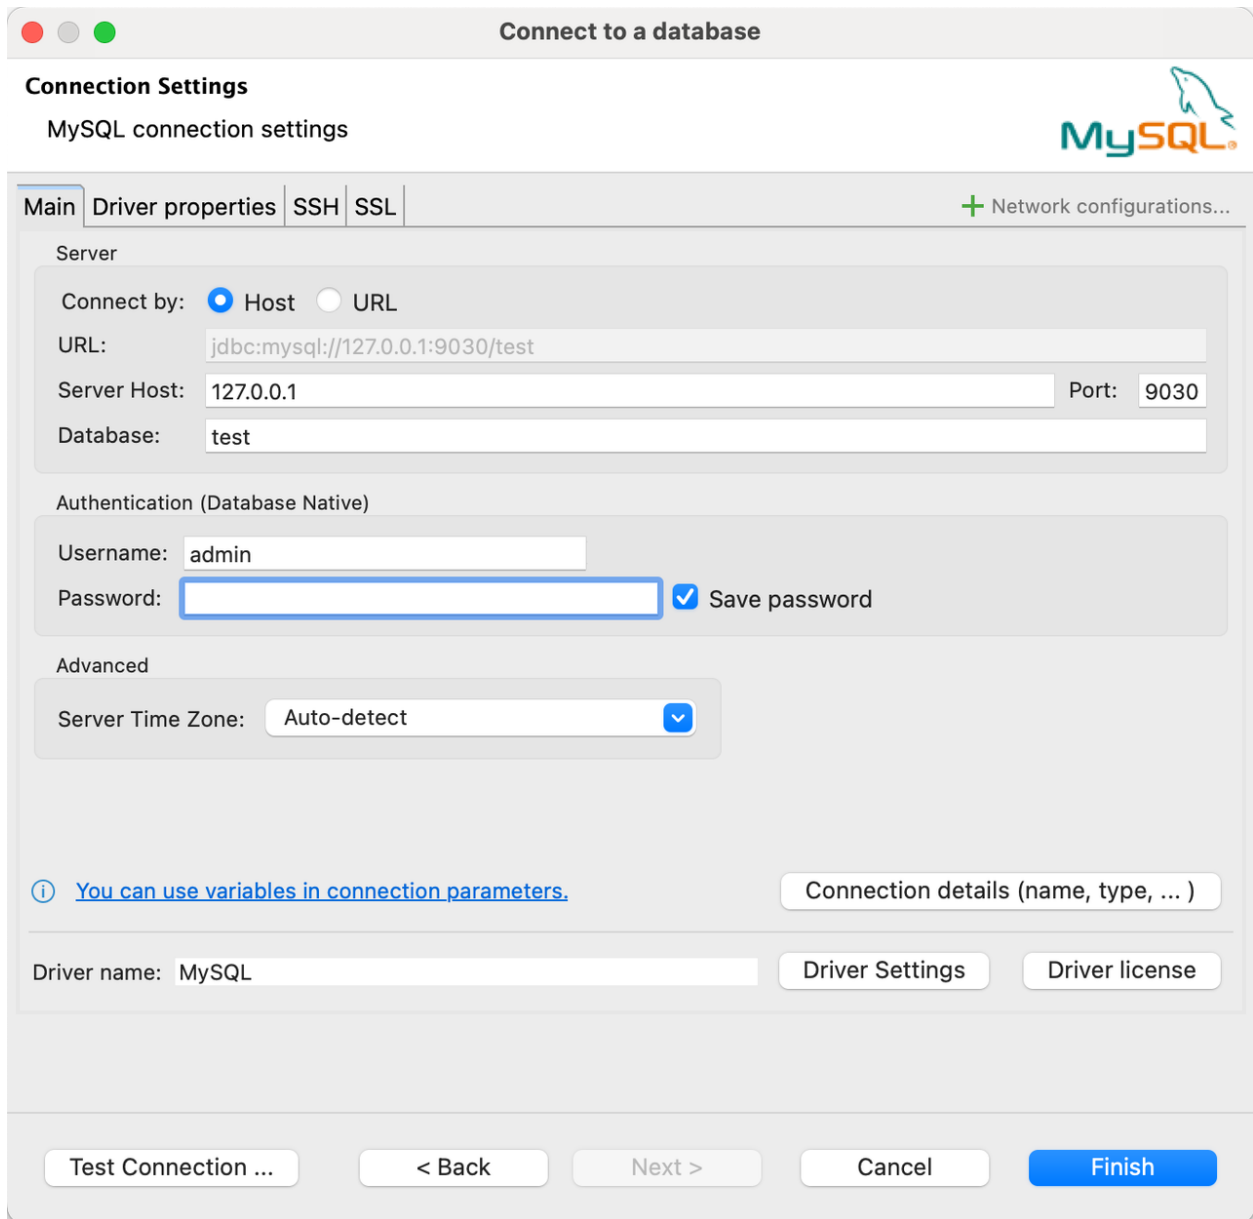 Connect to a database
Connection Settings
MySQL connection settings
MySQL®
Main Driver properties SSH SSL Network configurations...
Server
Connect by: Host URL
URL: jdbc:mysql://127.0.0.1:9030/test
Server Host: 127.0.0.1 Port: 9030
Database: test
Authentication (Database Native)
Username: admin
Password: Save password
Advanced
Server Time Zone: Auto-detect
You can use variables in connection parameters. Connection details (name, type, ... )
Driver name: MySQL Driver Settings Driver license
Test Connection ... < Back Next > Cancel Finish